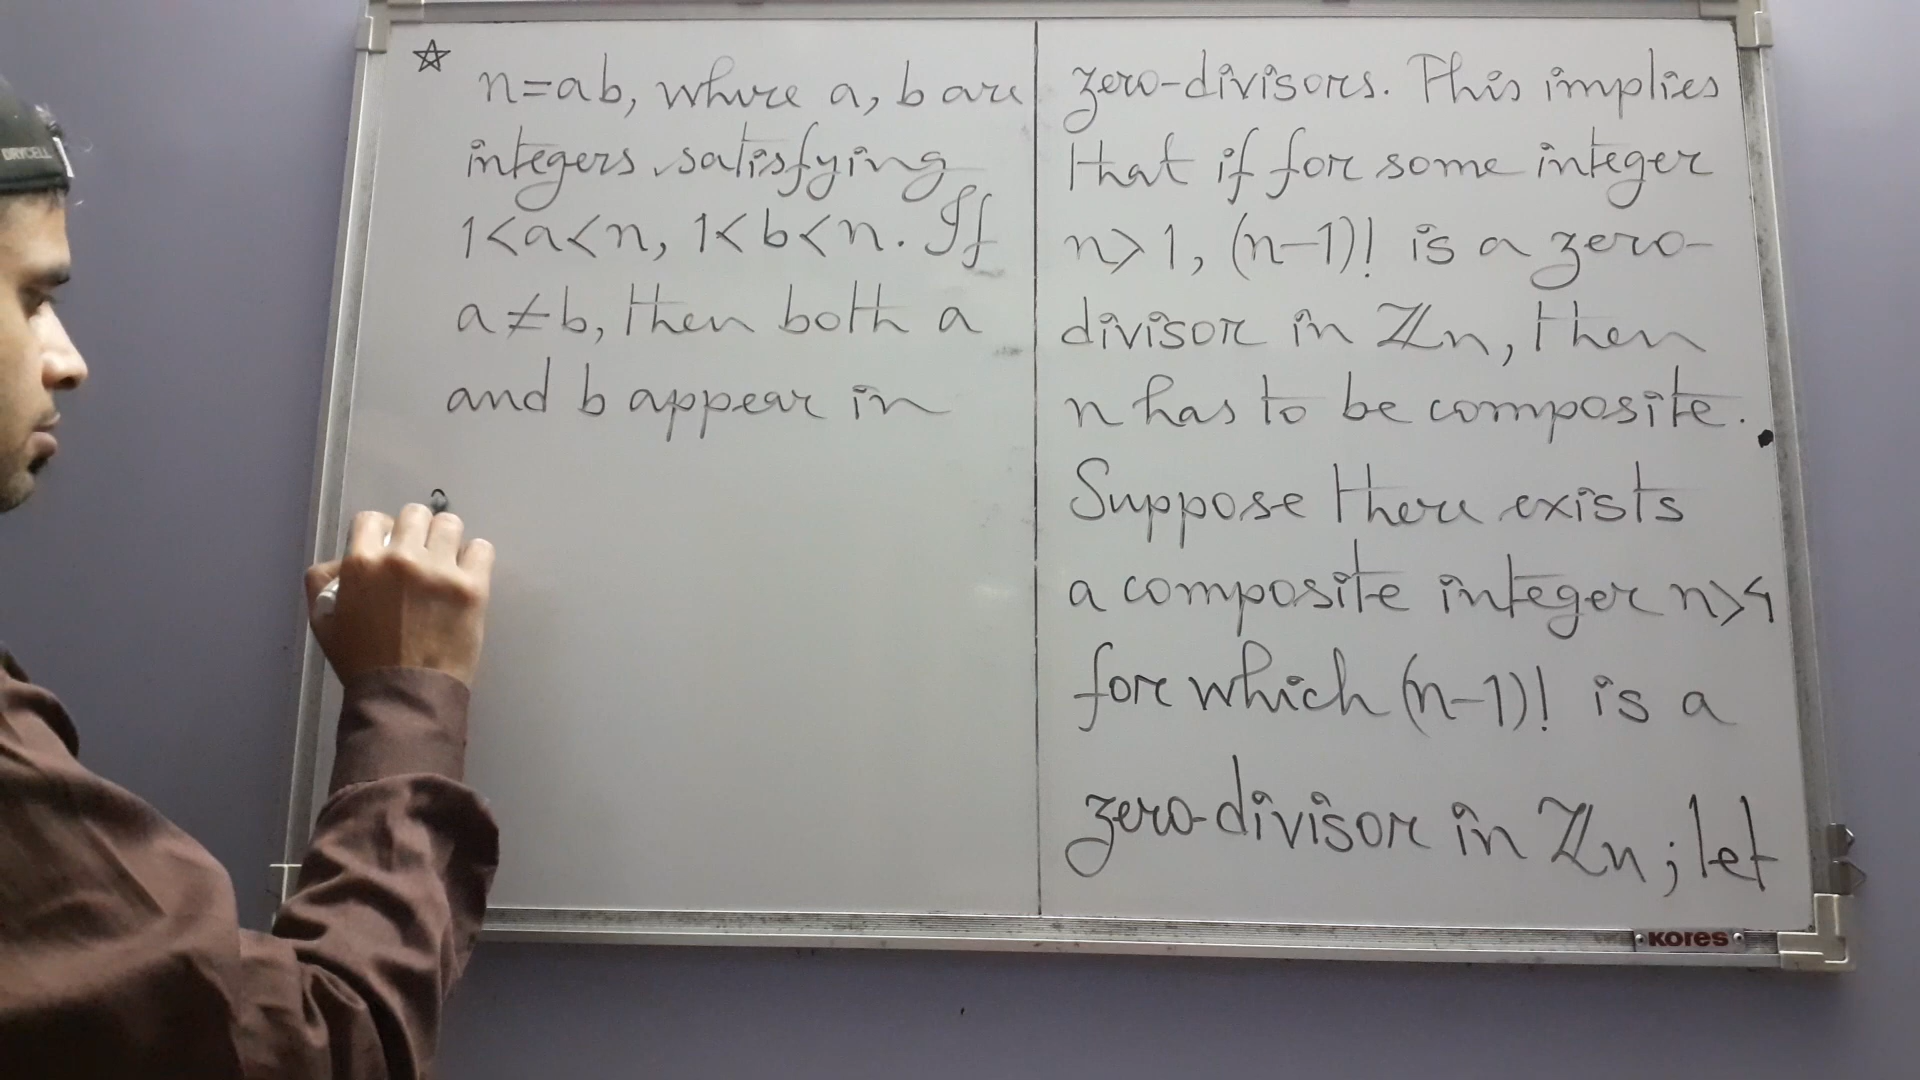 ☆ n=ab, where a, b are
integers satisfying
1<a<n, 1<b<n. If
a≠b, then both a
and b appear in
zero-divisors. This implies
that if for some integer
n>1, (n-1)! is a zero-
divisor in ℤn, then
n has to be composite.
Suppose there exists
a composite integer n>4
for which (n-1)! is a
zero-divisor in ℤn; let
KORES
DRYCELL